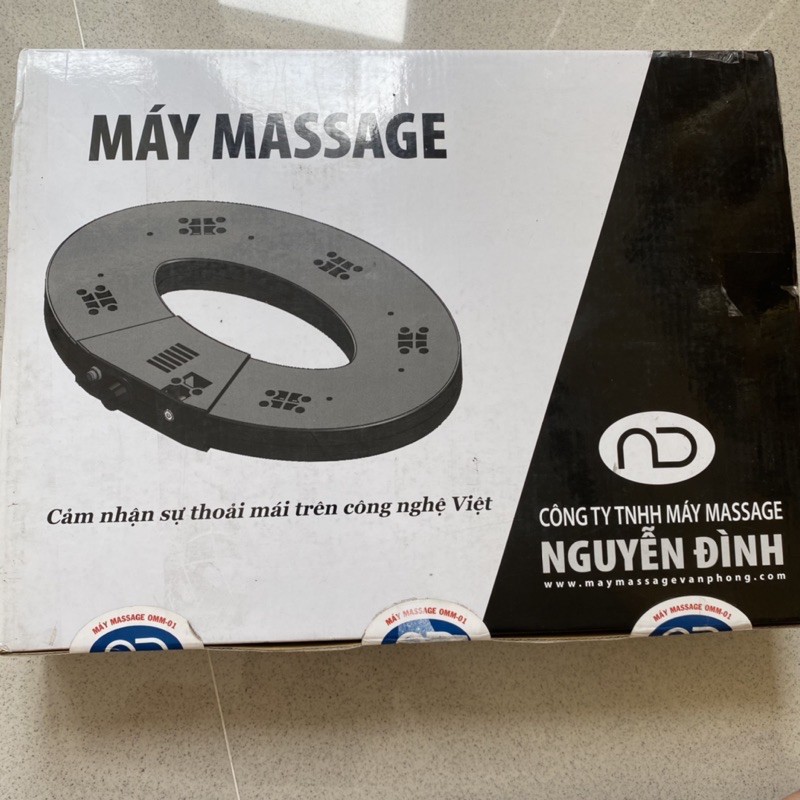 MÁY MASSAGE
Cảm nhận sự thoải mái trên công nghệ Việt
ND
CÔNG TY TNHH MÁY MASSAGE
NGUYỄN ĐÌNH
www.maymassagevanphong.com
MÁY MASSAGE OMM-01
MÁY MASSAGE OMM-01
MÁY MASSAGE OMM-01